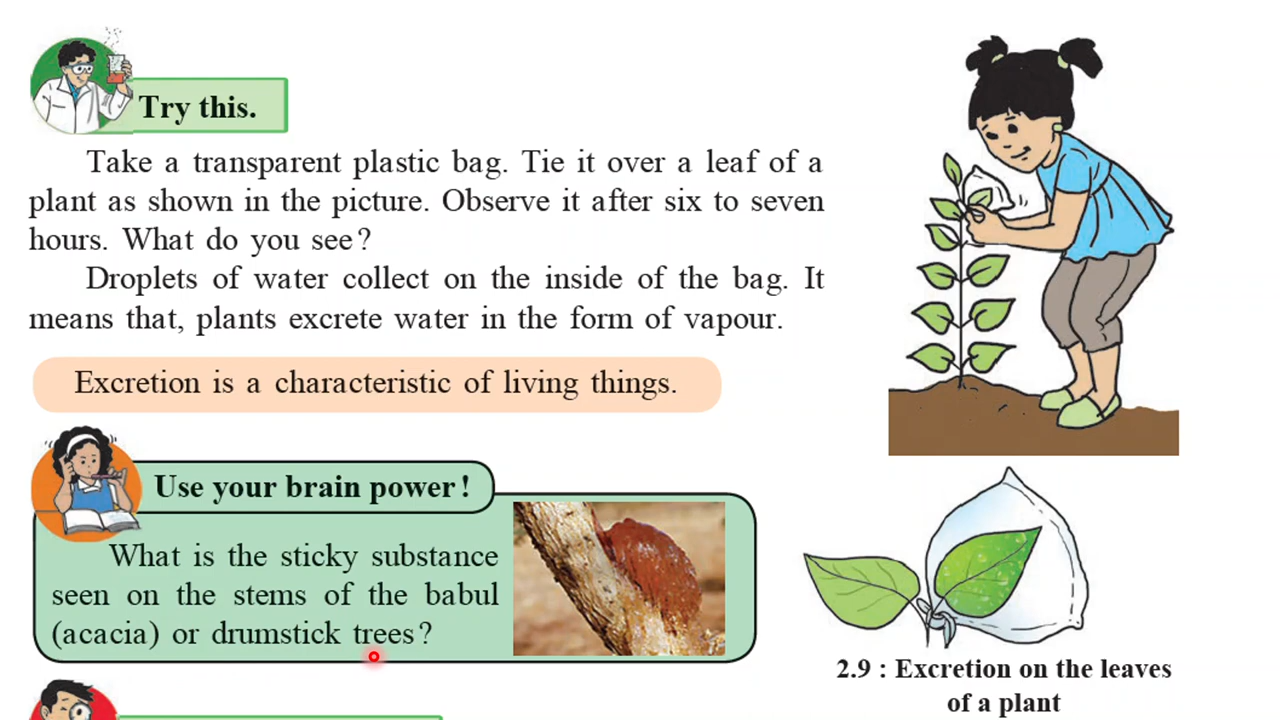 Try this.
Take a transparent plastic bag. Tie it over a leaf of a
plant as shown in the picture. Observe it after six to seven
hours. What do you see?
Droplets of water collect on the inside of the bag. It
means that, plants excrete water in the form of vapour.
Excretion is a characteristic of living things.
Use your brain power!
What is the sticky substance
seen on the stems of the babul
(acacia) or drumstick trees?
2.9 : Excretion on the leaves
of a plant